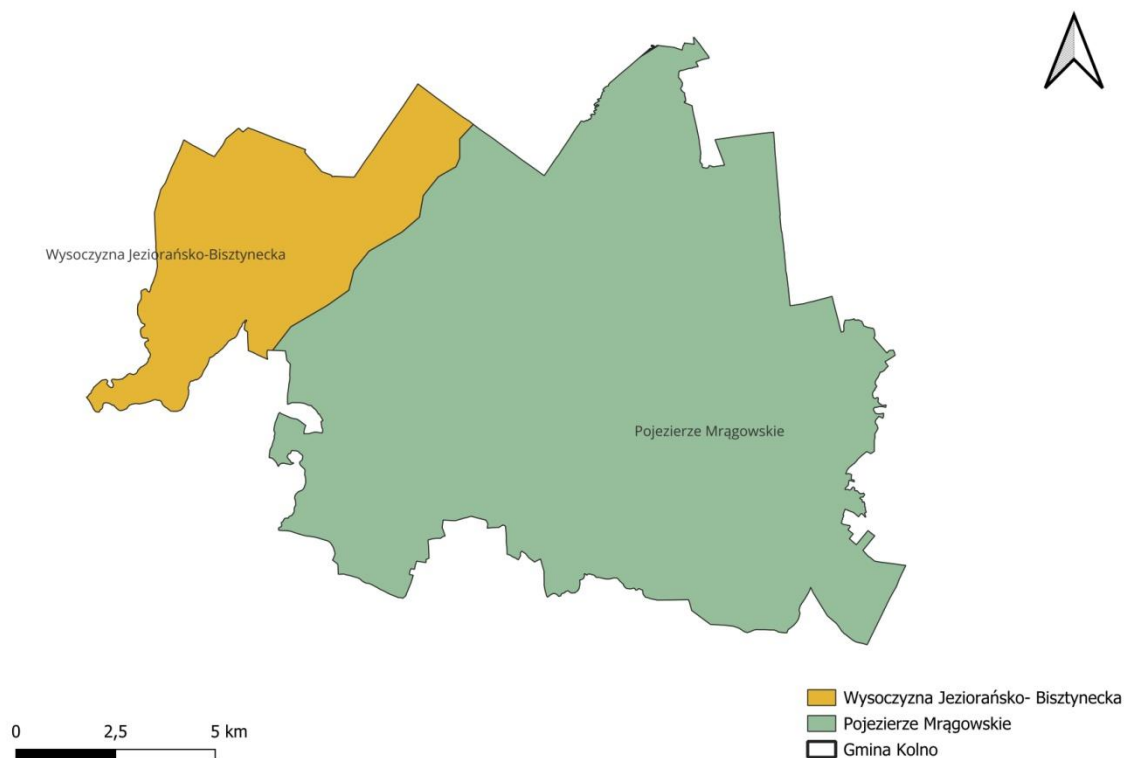 Wysoczyzna Jeziorańsko-Bisztynecka
Pojezierze Mrągowskie
Wysoczyzna Jeziorańsko- Bisztynecka
Pojezierze Mrągowskie
Gmina Kolno
0 2,5 5 km